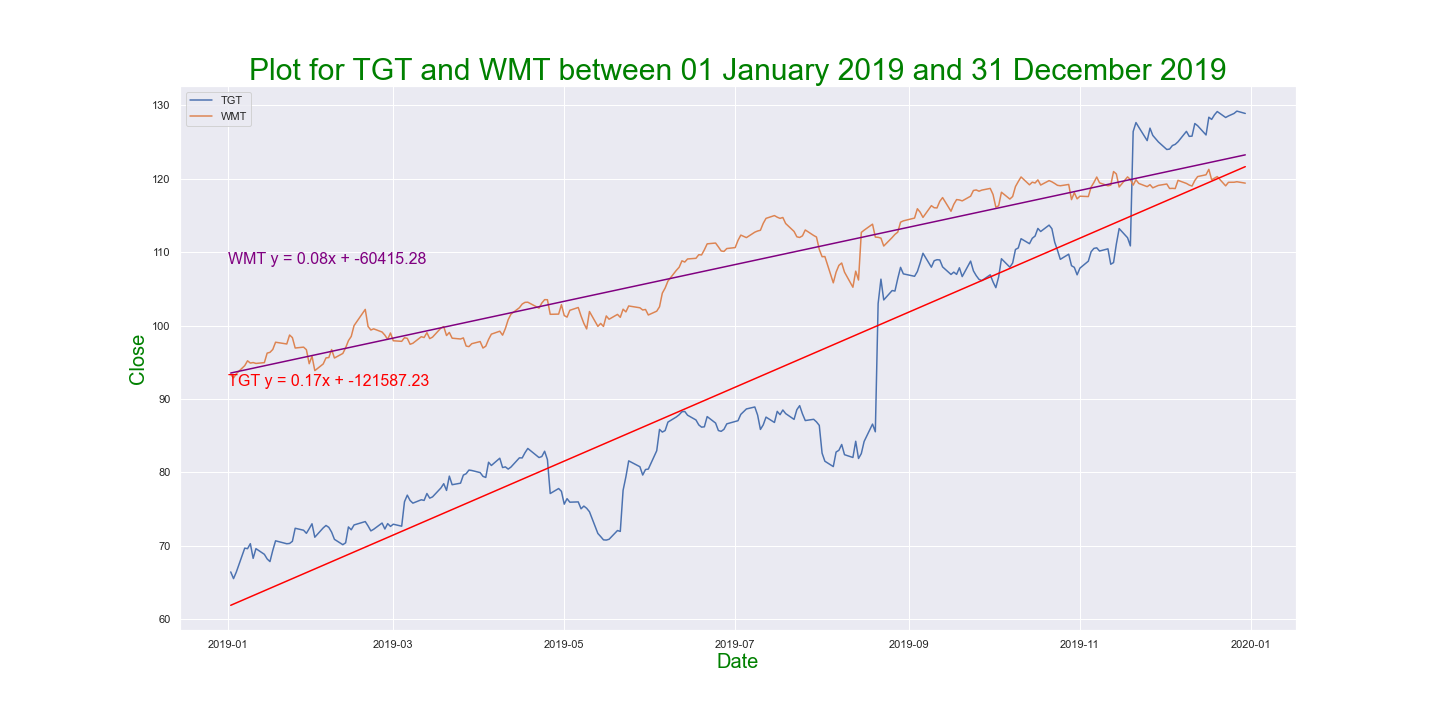 Plot for TGT and WMT between 01 January 2019 and 31 December 2019
TGT
WMT
130
120
110
100
90
80
70
60
Close
WMT y = 0.08x + -60415.28
TGT y = 0.17x + -121587.23
2019-01 2019-03 2019-05 2019-07 2019-09 2019-11 2020-01
Date